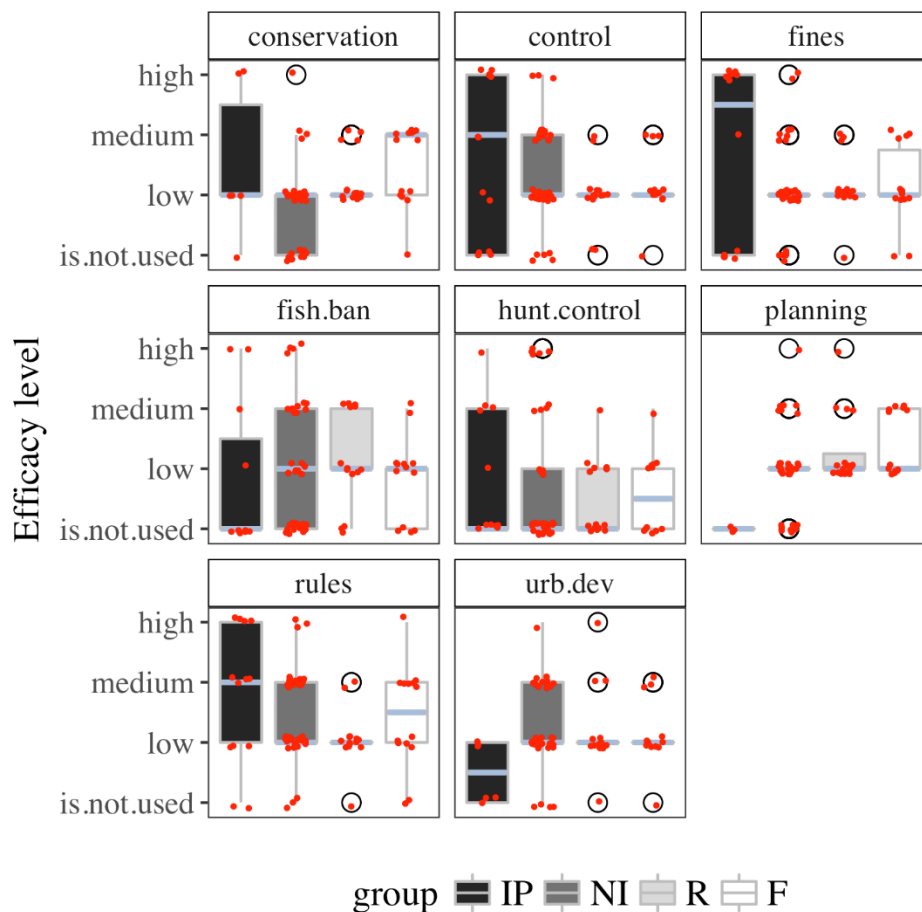 conservation control fines
high
medium
low
is.not.used
fish.ban hunt.control planning
high
medium
low
is.not.used
rules urb.dev
high
medium
low
is.not.used
Efficacy level
group IP NI R F